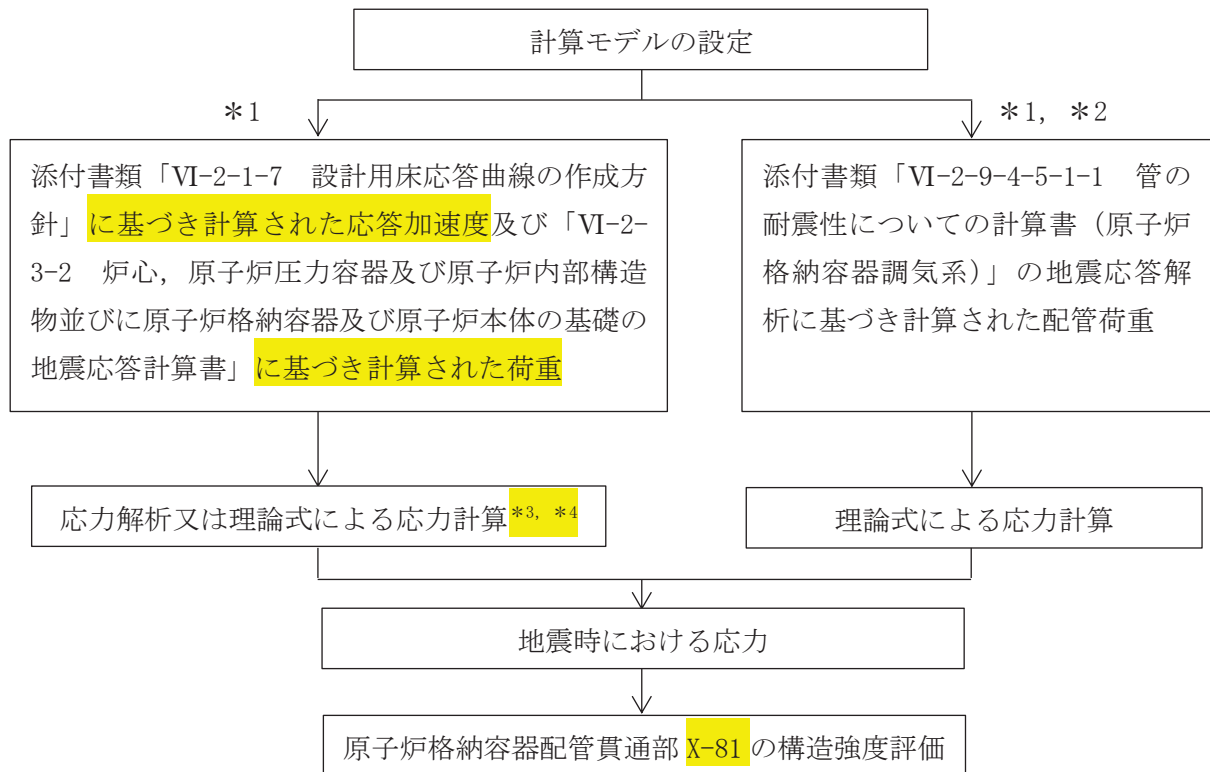 計算モデルの設定
＊1
＊1, ＊2
添付書類「Ⅵ-2-1-7　設計用床応答曲線の作成方
針」に基づき計算された応答加速度及び「Ⅵ-2-
3-2　炉心，原子炉圧力容器及び原子炉内部構造
物並びに原子炉格納容器及び原子炉本体の基礎の
地震応答計算書」に基づき計算された荷重
添付書類「Ⅵ-2-9-4-5-1-1　管の
耐震性についての計算書（原子炉
格納容器調気系）」の地震応答解
析に基づき計算された配管荷重
応力解析又は理論式による応力計算*3, *4
理論式による応力計算
地震時における応力
原子炉格納容器配管貫通部 X-81 の構造強度評価